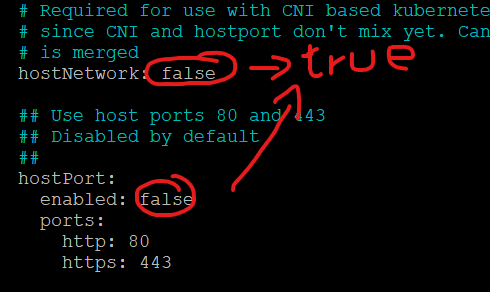 # Required for use with CNI based kubernete
# since CNI and hostport don't mix yet. Can
# is merged
hostNetwork: false
true
## Use host ports 80 and 443
## Disabled by default
##
hostPort:
enabled: false
ports:
http: 80
https: 443